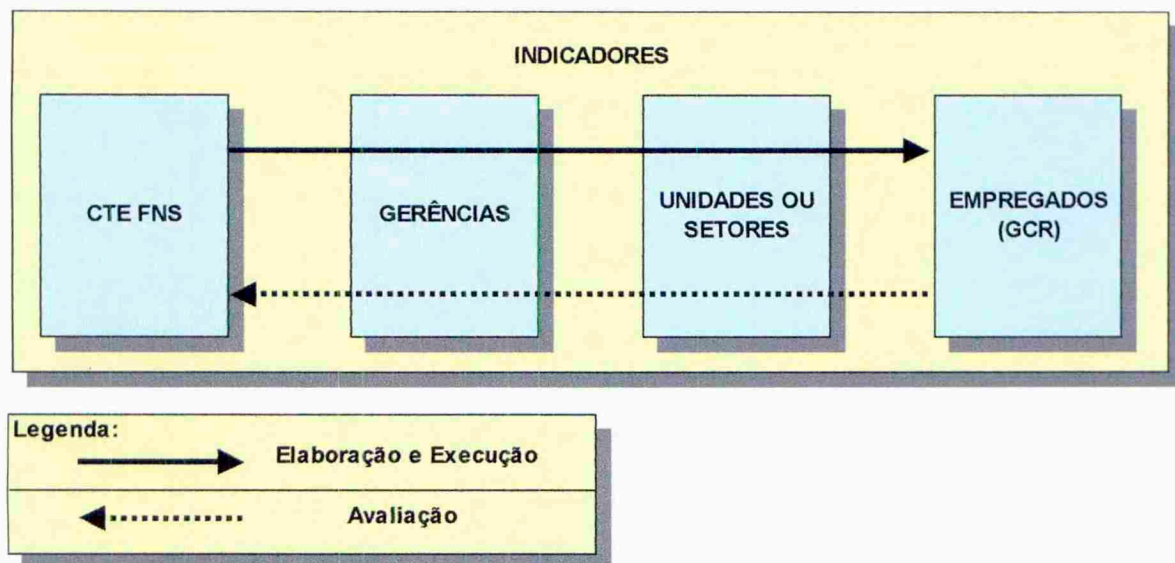 INDICADORES
CTE FNS
GERÊNCIAS
UNIDADES OU
SETORES
EMPREGADOS
(GCR)
Legenda:
Elaboração e Execução
Avaliação